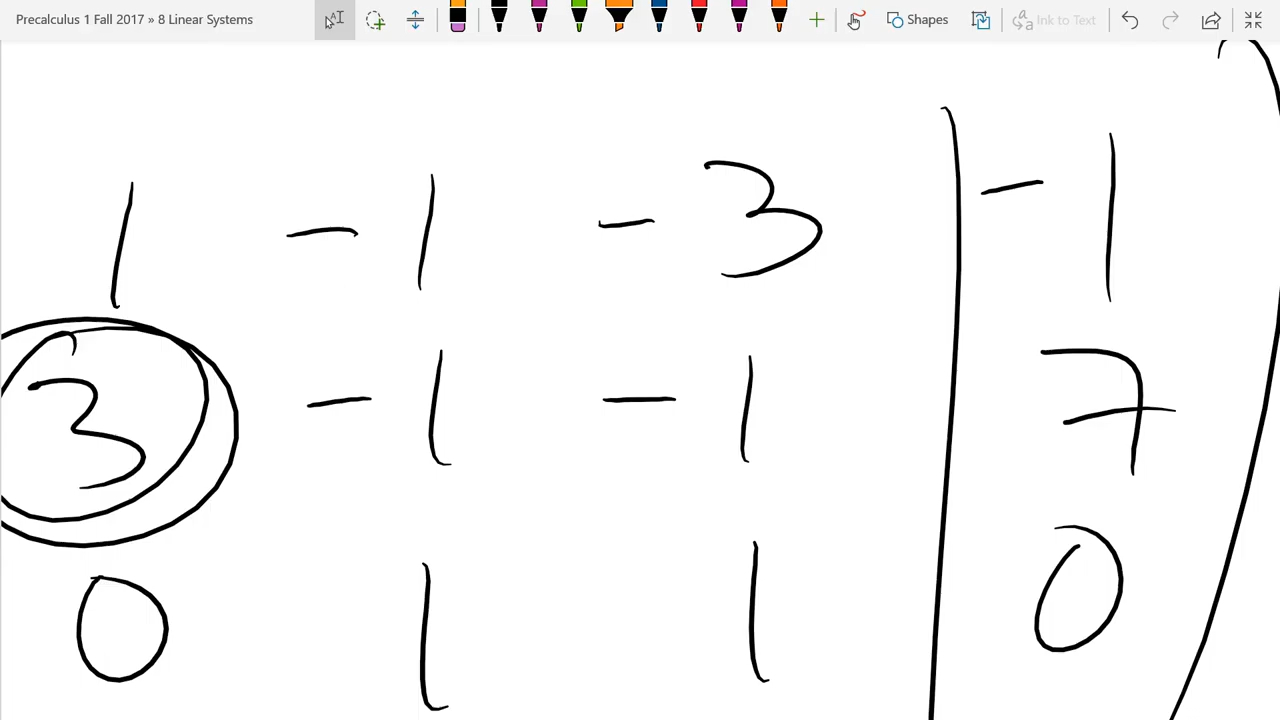 Precalculus 1 Fall 2017 » 8 Linear Systems
Shapes
Ink to Text
1 -1 -3 | -1
3 -1 -1 | 7
0 1 1 | 0